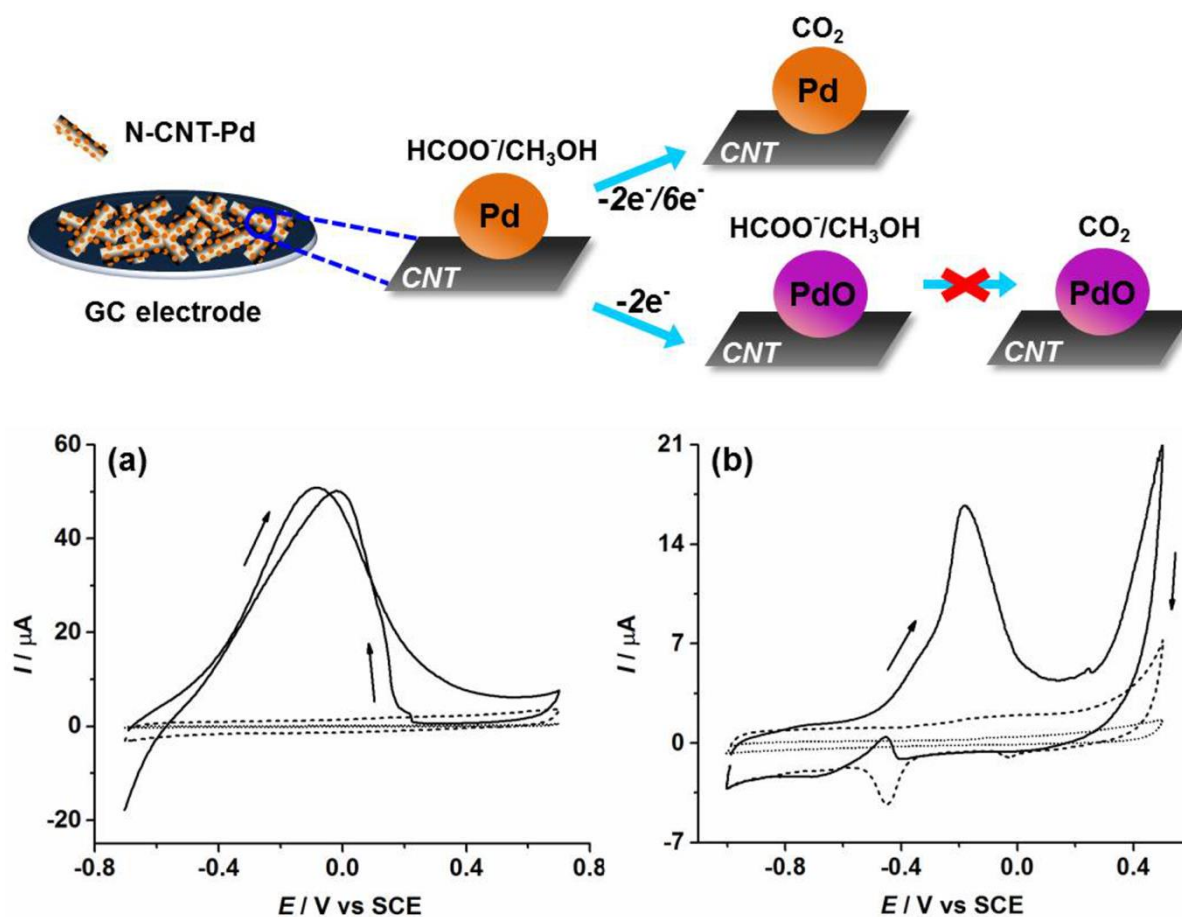 CO₂
Pd
CNT
N-CNT-Pd
HCOO⁻/CH₃OH
-2e⁻/6e⁻
Pd
CNT
GC electrode
-2e⁻
HCOO⁻/CH₃OH
CO₂
PdO
PdO
CNT
CNT
(a)
I / μA
60
40
20
0
-20
-0.8
-0.4
0.0
0.4
0.8
E / V vs SCE
(b)
I / μA
21
14
7
0
-7
-0.8
-0.4
0.0
0.4
E / V vs SCE